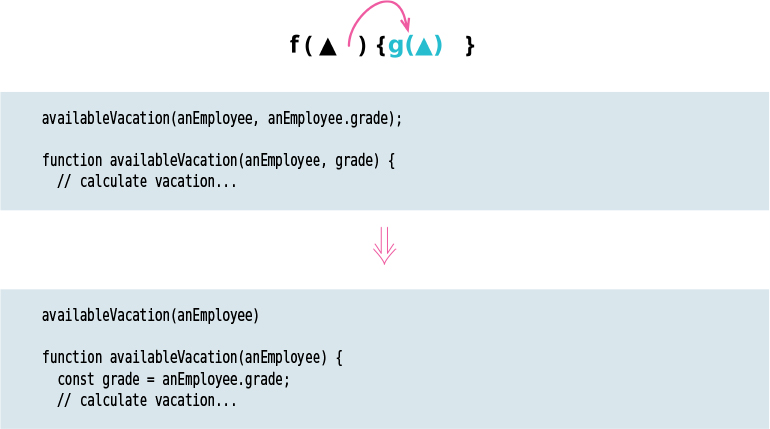 f ( ▲ ) { g(▲) }
availableVacation(anEmployee, anEmployee.grade);
function availableVacation(anEmployee, grade) {
// calculate vacation...
availableVacation(anEmployee)
function availableVacation(anEmployee) {
const grade = anEmployee.grade;
// calculate vacation...